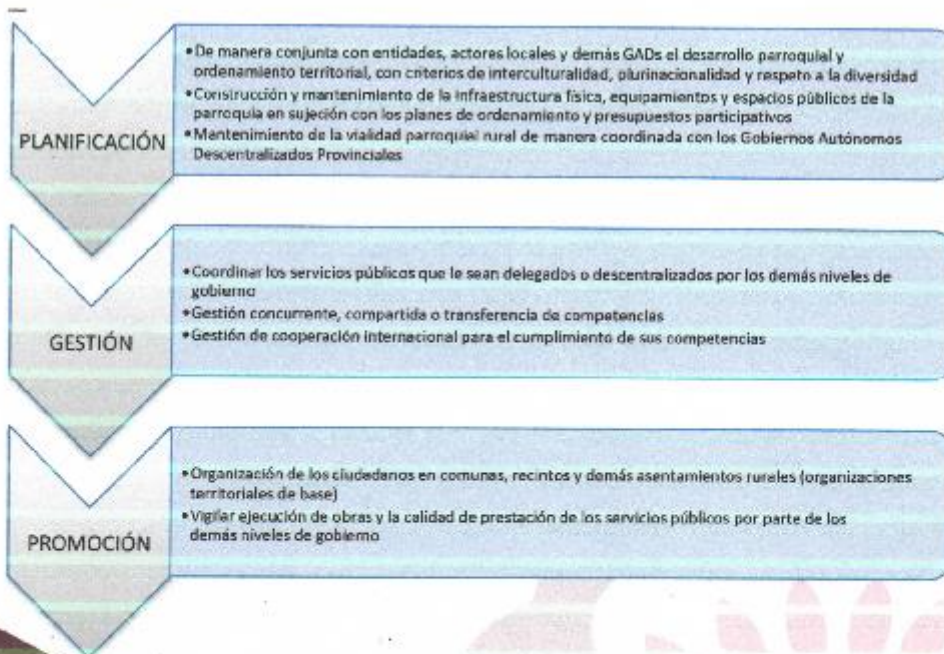 PLANIFICACIÓN
•De manera conjunta con entidades, actores locales y demás GADs el desarrollo parroquial y
ordenamiento territorial, con criterios de interculturalidad, plurinacionalidad y respeto a la diversidad
•Construcción y mantenimiento de la infraestructura física, equipamientos y espacios públicos de la
parroquia en sujeción con los planes de ordenamiento y presupuestos participativos
•Mantenimiento de la vialidad parroquial rural de manera coordinada con los Gobiernos Autónomos
Descentralizados Provinciales
GESTIÓN
•Coordinar los servicios públicos que le sean delegados o descentralizados por los demás niveles de
gobierno
•Gestión concurrente, compartida o transferencia de competencias
•Gestión de cooperación internacional para el cumplimiento de sus competencias
PROMOCIÓN
•Organización de los ciudadanos en comunas, recintos y demás asentamientos rurales (organizaciones
territoriales de base)
•Vigilar ejecución de obras y la calidad de prestación de los servicios públicos por parte de los
demás niveles de gobierno